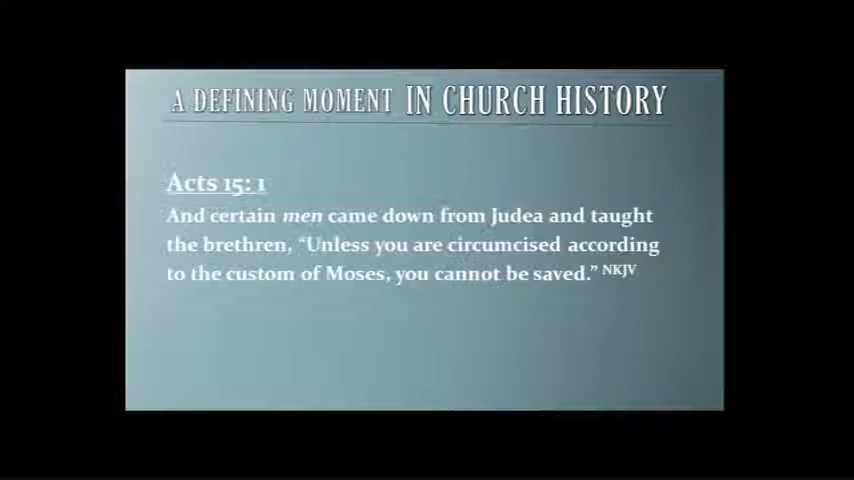 A DEFINING MOMENT IN CHURCH HISTORY
Acts 15: 1
And certain men came down from Judea and taught
the brethren, “Unless you are circumcised according
to the custom of Moses, you cannot be saved.” NKJV